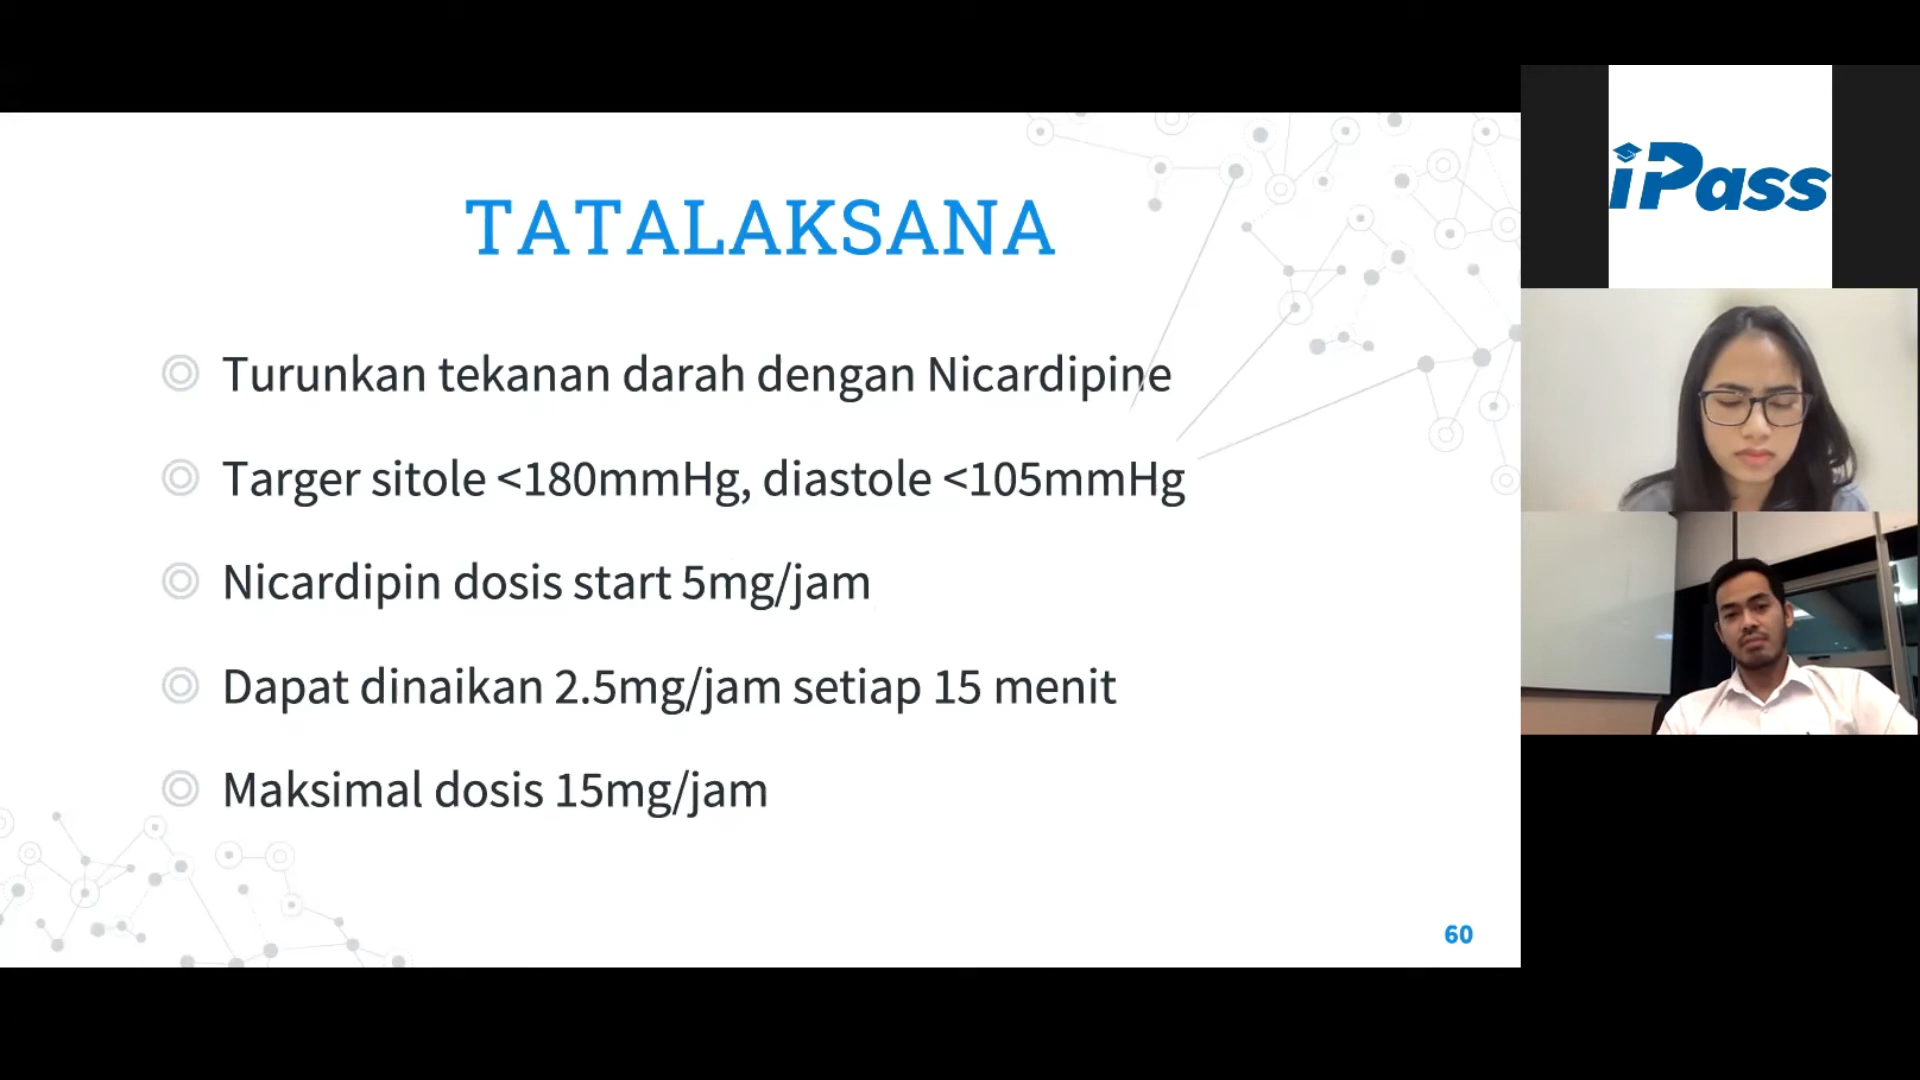 TATALAKSANA
Turunkan tekanan darah dengan Nicardipine
Targer sitole <180mmHg, diastole <105mmHg
Nicardipin dosis start 5mg/jam
Dapat dinaikan 2.5mg/jam setiap 15 menit
Maksimal dosis 15mg/jam
60
iPass